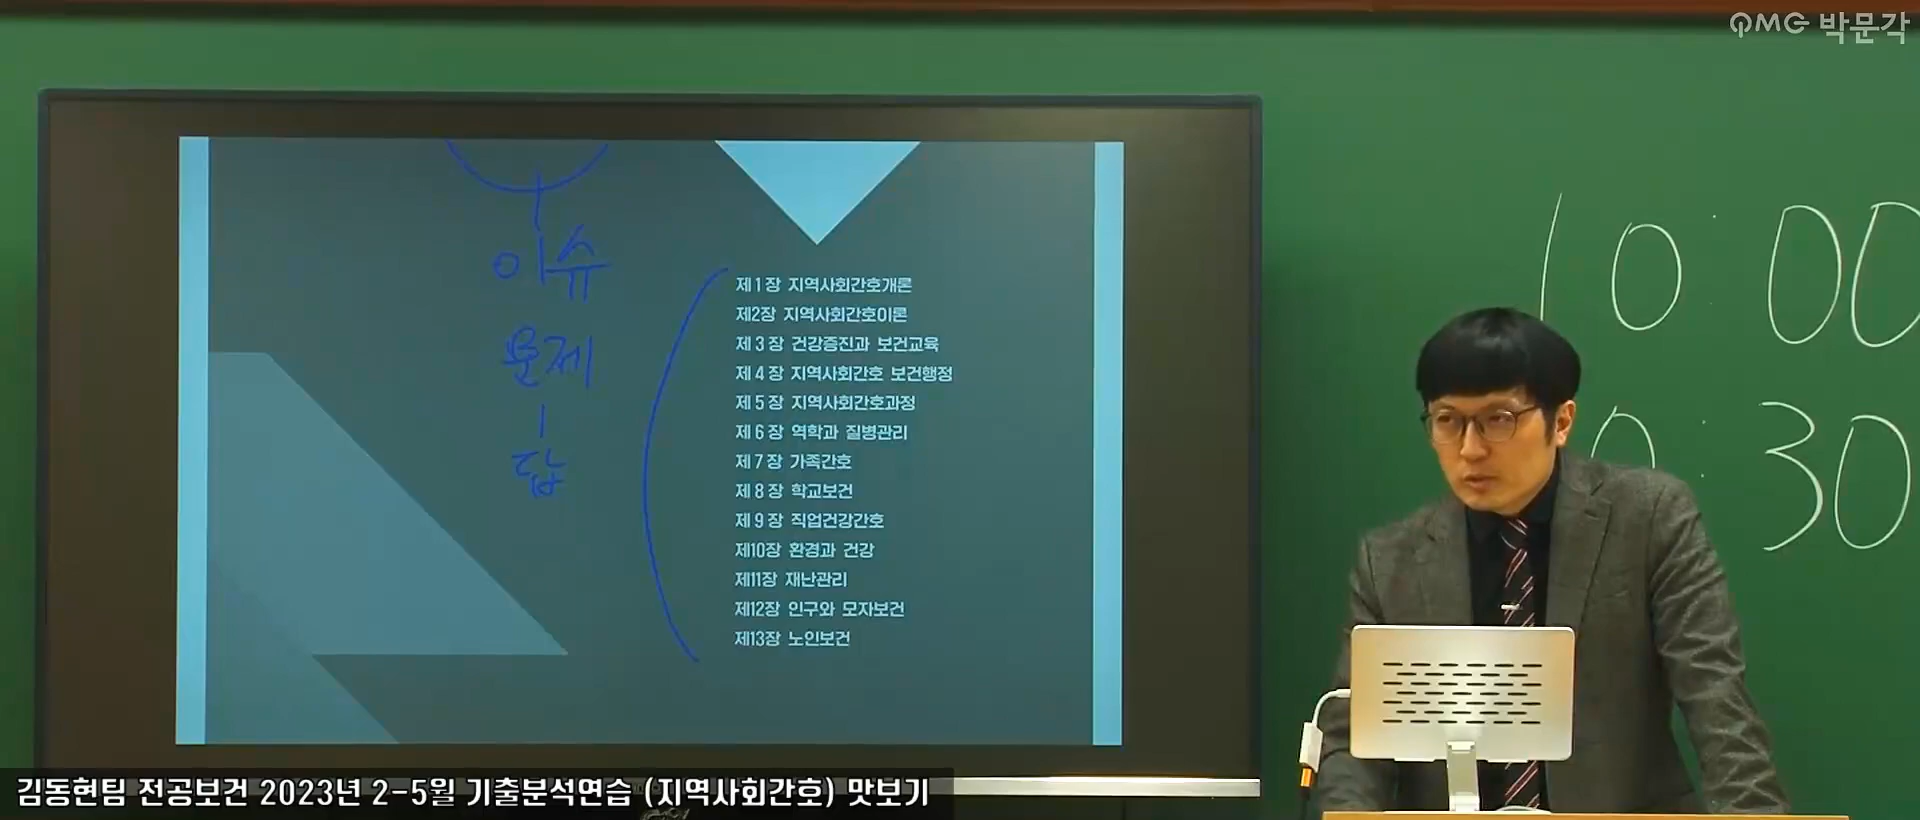 PMG 박문각
이슈
문제
답
제1장 지역사회간호개론
제2장 지역사회간호이론
제3장 건강증진과 보건교육
제4장 지역사회간호 보건행정
제5장 지역사회간호과정
제6장 역학과 질병관리
제7장 가족간호
제8장 학교보건
제9장 직업건강간호
제10장 환경과 건강
제11장 재난관리
제12장 인구와 모자보건
제13장 노인보건
10:00
0:30
김동현팀 전공보건 2023년 2-5월 기출분석연습 (지역사회간호) 맛보기